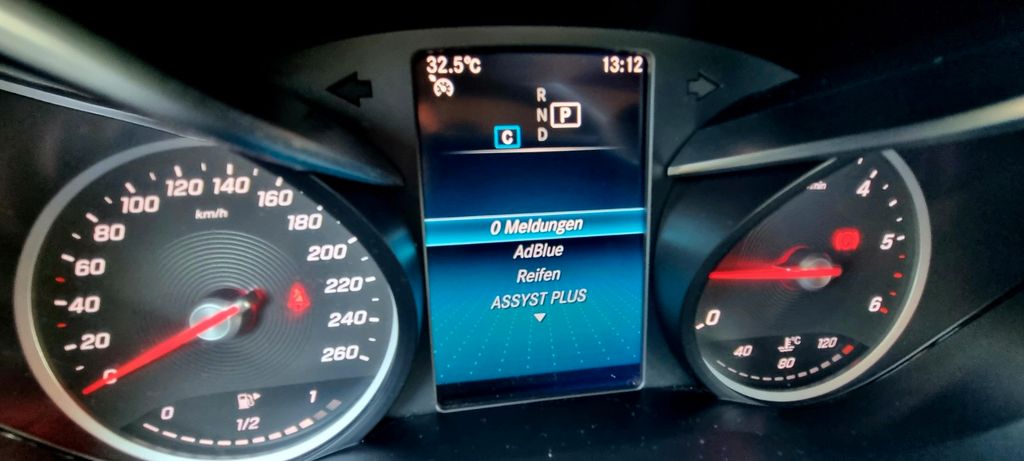 32.5°C 13:12
R
N P
C D
0 Meldungen
AdBlue
Reifen
ASSYST PLUS
0
20
40
60
80
100
120
140
160
180
200
220
240
260
km/h
0 1/2 1
0
4
5
6
40 80 120
°C